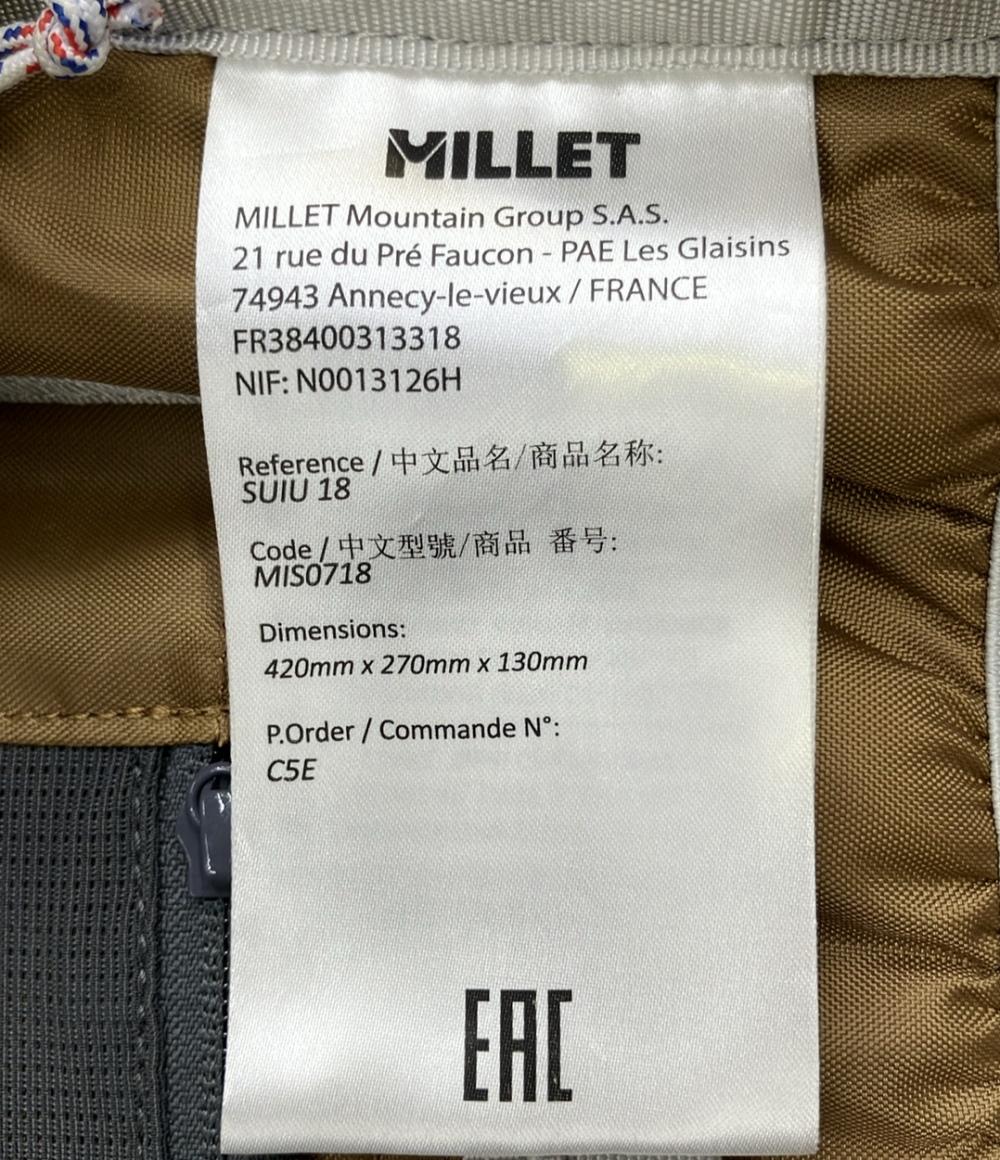 MILLET
MILLET Mountain Group S.A.S.
21 rue du Pré Faucon - PAE Les Glaisins
74943 Annecy-le-vieux / FRANCE
FR38400313318
NIF: N0013126H
Reference / 中文品名/商品名称:
SUIU 18
Code / 中文型號/商品 番号:
MIS0718
Dimensions:
420mm x 270mm x 130mm
P.Order / Commande N°:
C5E
EAC